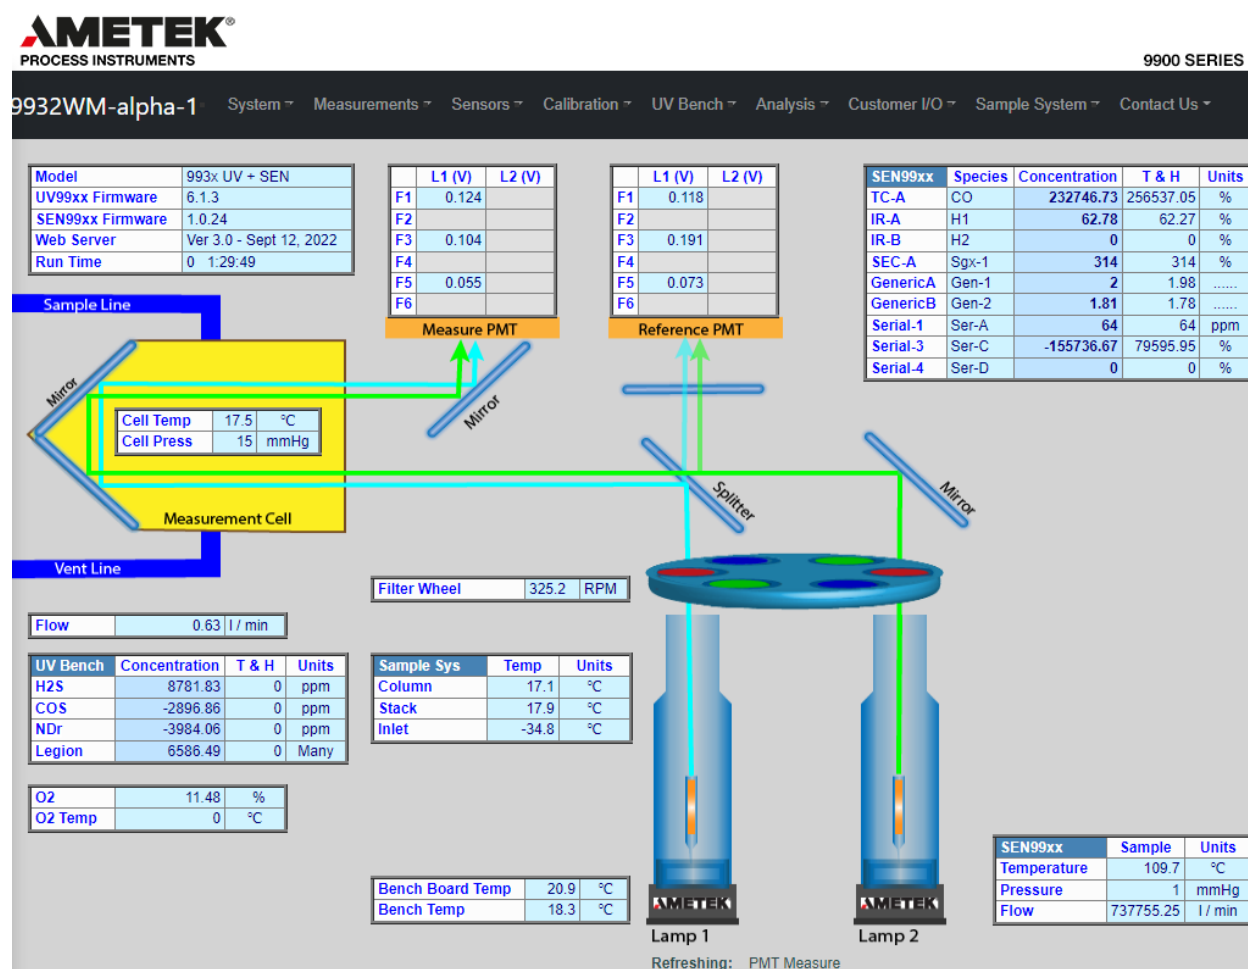 AMETEK®
PROCESS INSTRUMENTS
9900 SERIES
9932WM-alpha-1 System Measurements Sensors Calibration UV Bench Analysis Customer I/O Sample System Contact Us
Model 993x UV + SEN
UV99xx Firmware 6.1.3
SEN99xx Firmware 1.0.24
Web Server Ver 3.0 - Sept 12, 2022
Run Time 0 1:29:49
L1 (V) L2 (V)
F1 0.124
F2
F3 0.104
F4
F5 0.055
F6
Measure PMT
L1 (V) L2 (V)
F1 0.118
F2
F3 0.191
F4
F5 0.073
F6
Reference PMT
SEN99xx Species Concentration T & H Units
TC-A CO 232746.73 256537.05 %
IR-A H1 62.78 62.27 %
IR-B H2 0 0 %
SEC-A Sgx-1 314 314 %
GenericA Gen-1 2 1.98 ......
GenericB Gen-2 1.81 1.78 ......
Serial-1 Ser-A 64 64 ppm
Serial-3 Ser-C -155736.67 79595.95 %
Serial-4 Ser-D 0 0 %
Sample Line
Mirror
Cell Temp 17.5 °C
Cell Press 15 mmHg
Measurement Cell
Vent Line
Mirror
Splitter
Mirror
Filter Wheel 325.2 RPM
Flow 0.63 l / min
UV Bench Concentration T & H Units
H2S 8781.83 0 ppm
COS -2896.86 0 ppm
NDr -3984.06 0 ppm
Legion 6586.49 0 Many
Sample Sys Temp Units
Column 17.1 °C
Stack 17.9 °C
Inlet -34.8 °C
O2 11.48 %
O2 Temp 0 °C
Bench Board Temp 20.9 °C
Bench Temp 18.3 °C
AMETEK
Lamp 1
AMETEK
Lamp 2
SEN99xx Sample Units
Temperature 109.7 °C
Pressure 1 mmHg
Flow 737755.25 l / min
Refreshing: PMT Measure